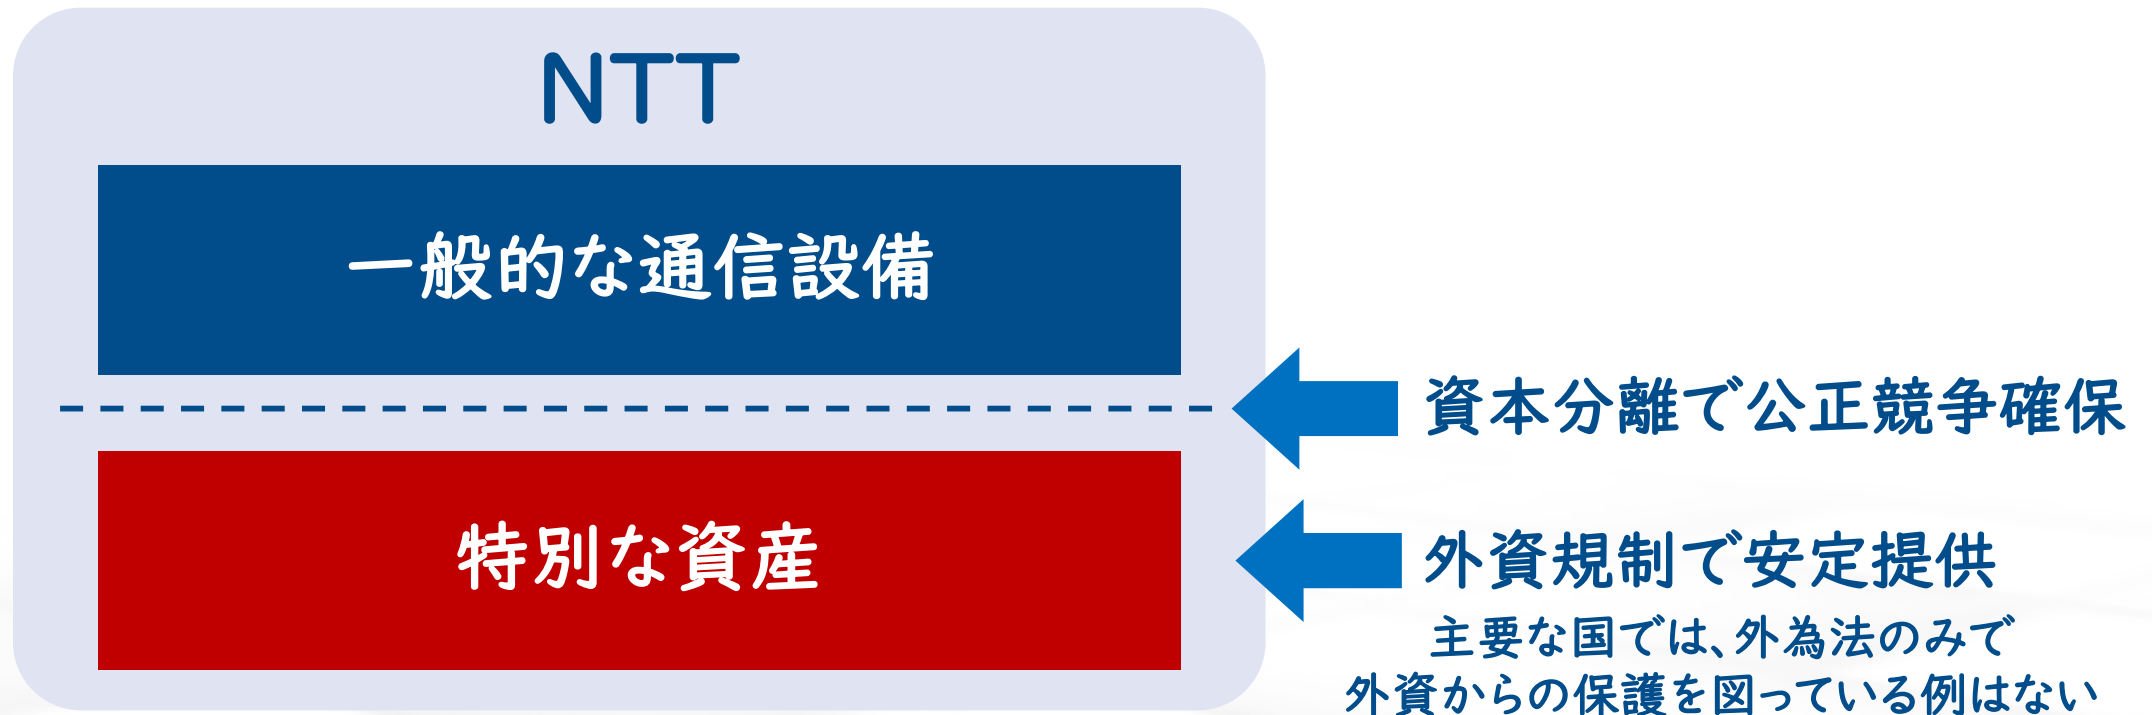 NTT
一般的な通信設備
資本分離で公正競争確保
特別な資産
外資規制で安定提供
主要な国では、外為法のみで
外資からの保護を図っている例はない